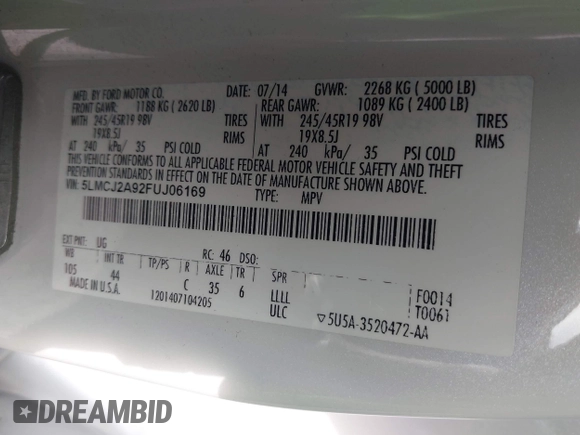 MFD. BY FORD MOTOR CO. DATE: 07/14 GVWR: 2268 KG ( 5000 LB)
FRONT GAWR: 1188 KG ( 2620 LB) REAR GAWR: 1089 KG ( 2400 LB)
WITH 245/45R19 98V TIRES WITH 245/45R19 98V TIRES
19X8.5J RIMS 19X8.5J RIMS
AT 240 kPa/ 35 PSI COLD AT 240 kPa/ 35 PSI COLD
THIS VEHICLE CONFORMS TO ALL APPLICABLE FEDERAL MOTOR VEHICLE SAFETY AND THEFT
PREVENTION STANDARDS IN EFFECT ON THE DATE OF MANUFACTURE SHOWN ABOVE.
VIN: 5LMCJ2A92FUJ06169 TYPE: MPV
EXT PNT: UG RC: 46 DSO:
WB INT TR TP/PS R AXLE TR SPR
105 44 C 35 6 LLLL F0014
MADE IN U.S.A. 1201407104205 ULC T0061
▽5U5A-3520472-AA
DREAMBID